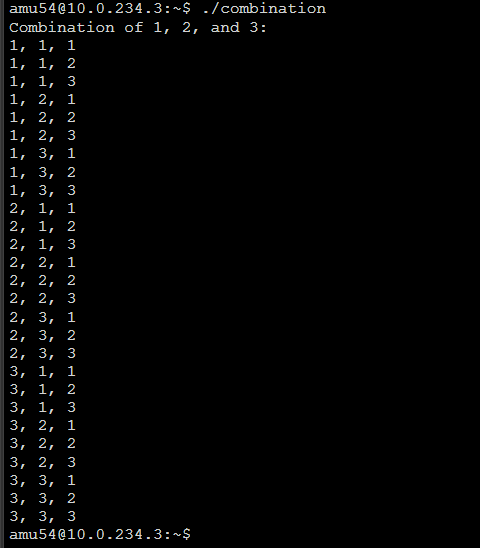 amu54@10.0.234.3:~$ ./combination
Combination of 1, 2, and 3:
1, 1, 1
1, 1, 2
1, 1, 3
1, 2, 1
1, 2, 2
1, 2, 3
1, 3, 1
1, 3, 2
1, 3, 3
2, 1, 1
2, 1, 2
2, 1, 3
2, 2, 1
2, 2, 2
2, 2, 3
2, 3, 1
2, 3, 2
2, 3, 3
3, 1, 1
3, 1, 2
3, 1, 3
3, 2, 1
3, 2, 2
3, 2, 3
3, 3, 1
3, 3, 2
3, 3, 3
amu54@10.0.234.3:~$